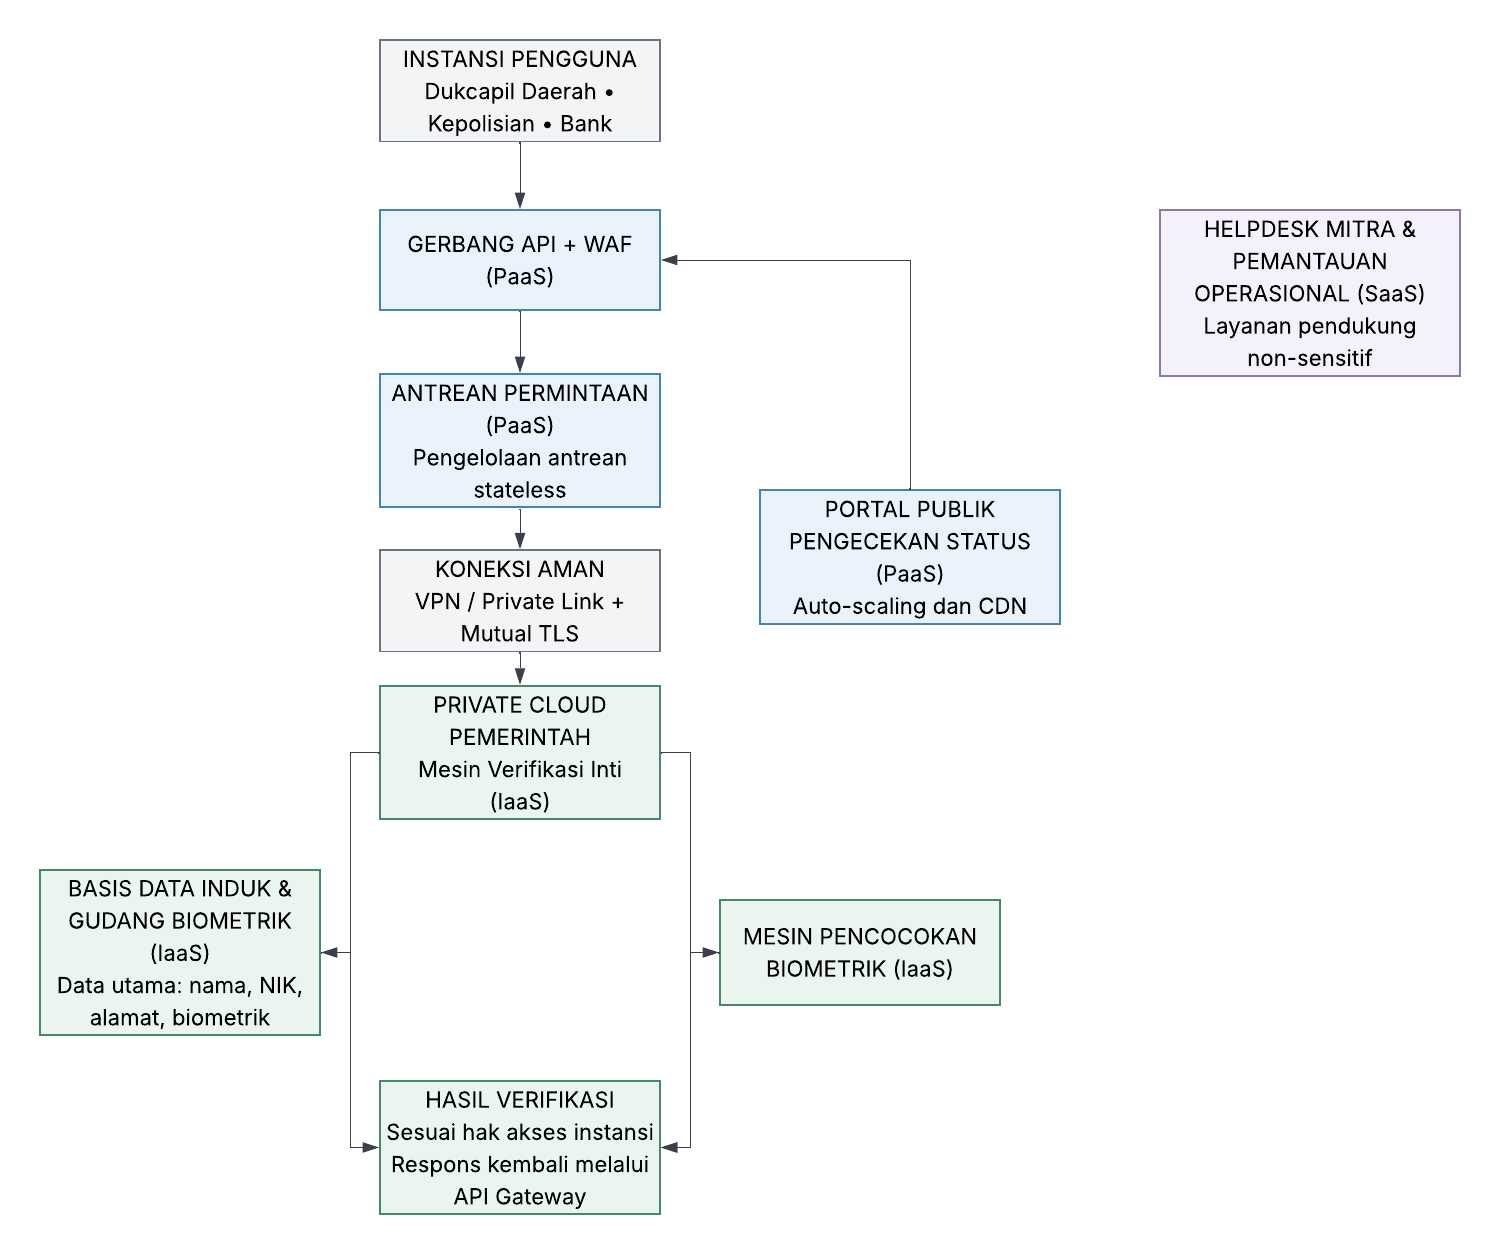 INSTANSI PENGGUNA
Dukcapil Daerah •
Kepolisian • Bank
GERBANG API + WAF
(PaaS)
HELPDESK MITRA &
PEMANTAUAN
OPERASIONAL (SaaS)
Layanan pendukung
non-sensitif
ANTREAN PERMINTAAN
(PaaS)
Pengelolaan antrean
stateless
PORTAL PUBLIK
PENGECEKAN STATUS
(PaaS)
Auto-scaling dan CDN
KONEKSI AMAN
VPN / Private Link +
Mutual TLS
PRIVATE CLOUD
PEMERINTAH
Mesin Verifikasi Inti
(IaaS)
BASIS DATA INDUK &
GUDANG BIOMETRIK
(IaaS)
Data utama: nama, NIK,
alamat, biometrik
MESIN PENCOCOKAN
BIOMETRIK (IaaS)
HASIL VERIFIKASI
Sesuai hak akses instansi
Respons kembali melalui
API Gateway